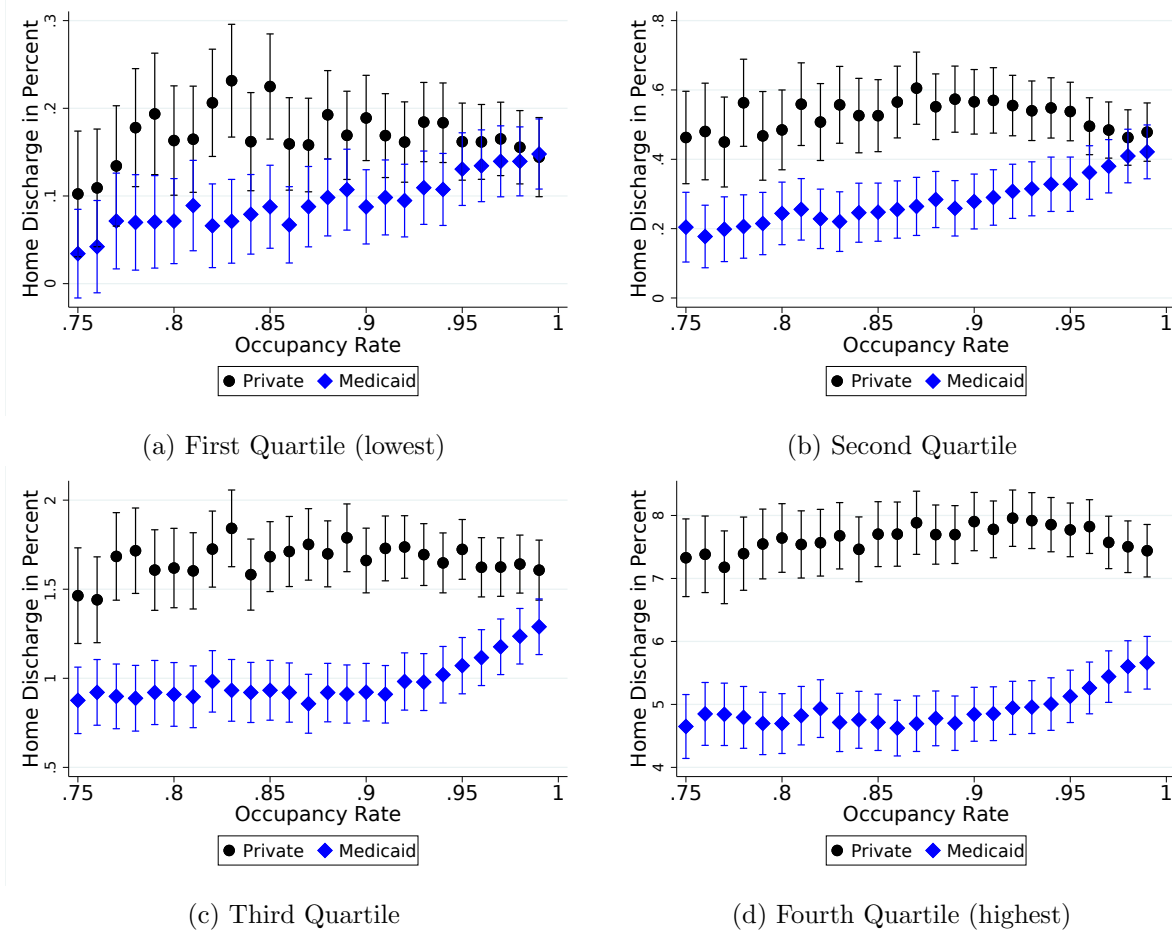 Home Discharge in Percent
.3
.2
.1
0
.75 .8 .85 .9 .95 1
Occupancy Rate
Private Medicaid
(a) First Quartile (lowest)
Home Discharge in Percent
.8
.6
.4
.2
0
.75 .8 .85 .9 .95 1
Occupancy Rate
Private Medicaid
(b) Second Quartile
Home Discharge in Percent
2
1.5
1
.5
.75 .8 .85 .9 .95 1
Occupancy Rate
Private Medicaid
(c) Third Quartile
Home Discharge in Percent
8
7
6
5
4
.75 .8 .85 .9 .95 1
Occupancy Rate
Private Medicaid
(d) Fourth Quartile (highest)